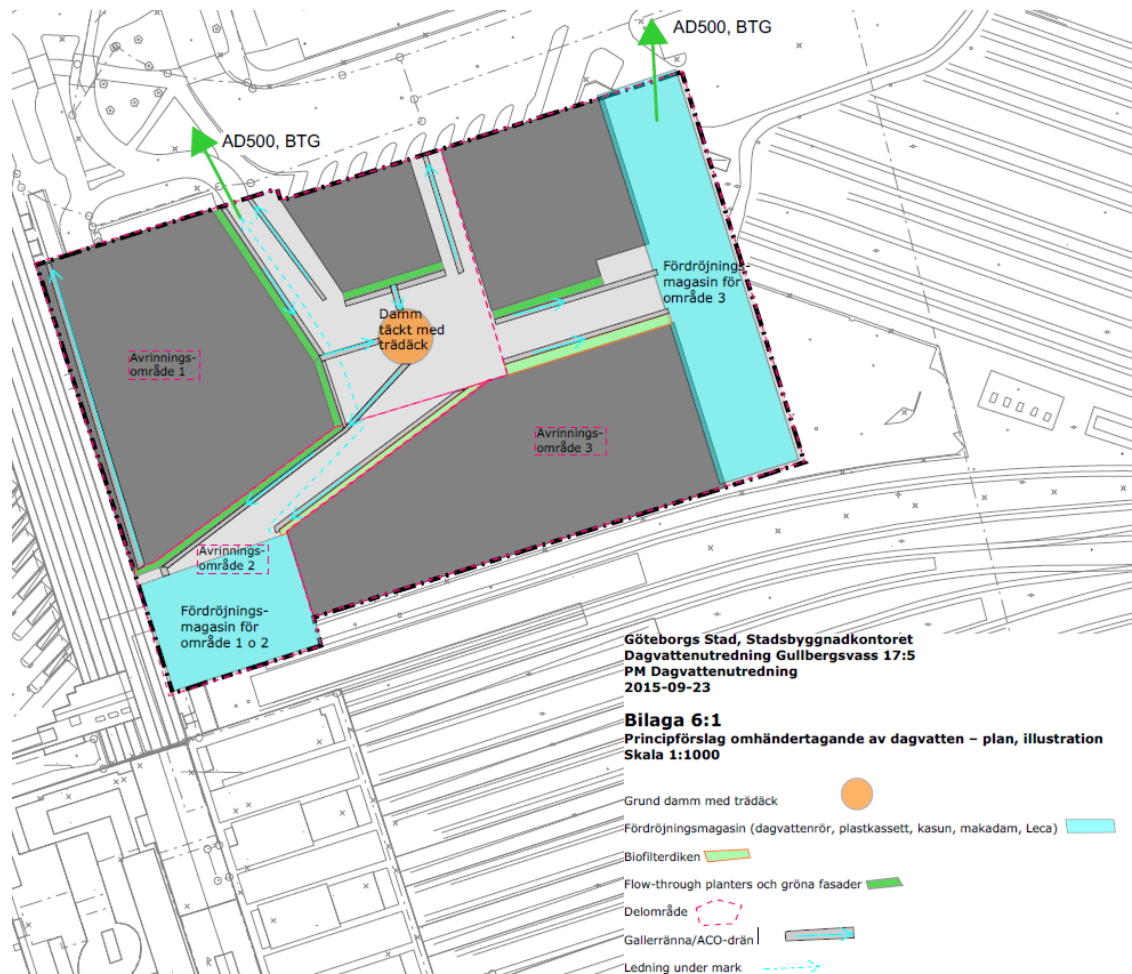 AD500, BTG
AD500, BTG
Fördröjnings-
magasin för
område 3
Damm
täckt med
trädäck
Avrinnings-
område 1
Avrinnings-
område 3
Avrinnings-
område 2
Fördröjnings-
magasin för
område 1 o 2
Göteborgs Stad, Stadsbyggnadkontoret
Dagvattenutredning Gullbergsvass 17:5
PM Dagvattenutredning
2015-09-23
Bilaga 6:1
Principförslag omhändertagande av dagvatten – plan, illustration
Skala 1:1000
Grund damm med trädäck
Fördröjningsmagasin (dagvattenrör, plastkassett, kasun, makadam, Leca)
Biofilterdiken
Flow-through planters och gröna fasader
Delområde
Gallerränna/ACO-drän
Ledning under mark